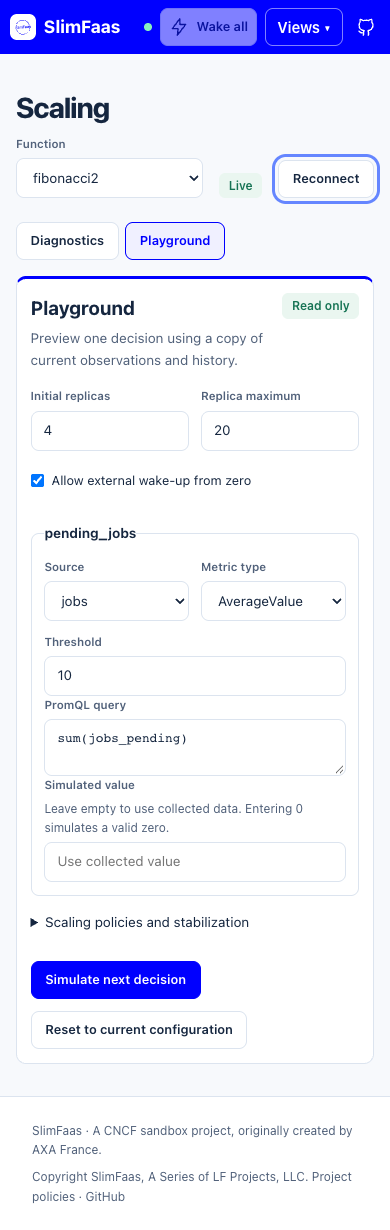 SlimFaas
Wake all
Views ▾
Scaling
Function
fibonacci2
Live
Reconnect
Diagnostics
Playground
Playground
Read only
Preview one decision using a copy of
current observations and history.
Initial replicas
Replica maximum
4
20
Allow external wake-up from zero
pending_jobs
Source
Metric type
jobs
AverageValue
Threshold
10
PromQL query
sum(jobs_pending)
Simulated value
Leave empty to use collected data. Entering 0
simulates a valid zero.
Use collected value
Scaling policies and stabilization
Simulate next decision
Reset to current configuration
SlimFaas · A CNCF sandbox project, originally created by
AXA France.
Copyright SlimFaas, A Series of LF Projects, LLC. Project
policies · GitHub